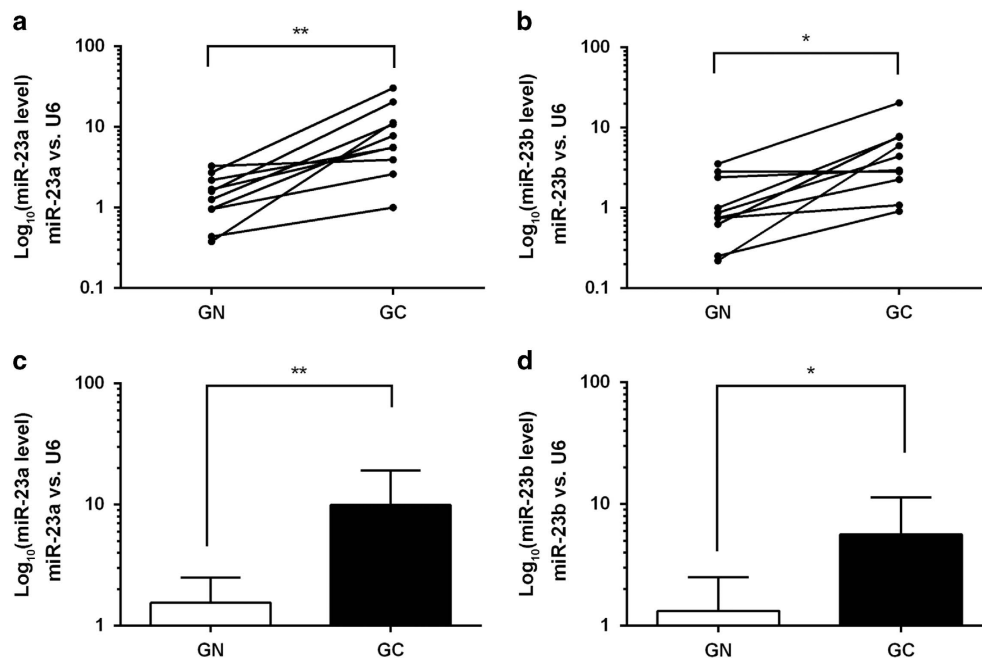 a
**
100
10
1
0.1
Log₁₀(miR-23a level)
miR-23a vs. U6
GN
GC
b
*
100
10
1
0.1
Log₁₀(miR-23b level)
miR-23b vs. U6
GN
GC
c
**
100
10
1
Log₁₀(miR-23a level)
miR-23a vs. U6
GN
GC
d
*
100
10
1
Log₁₀(miR-23b level)
miR-23b vs. U6
GN
GC